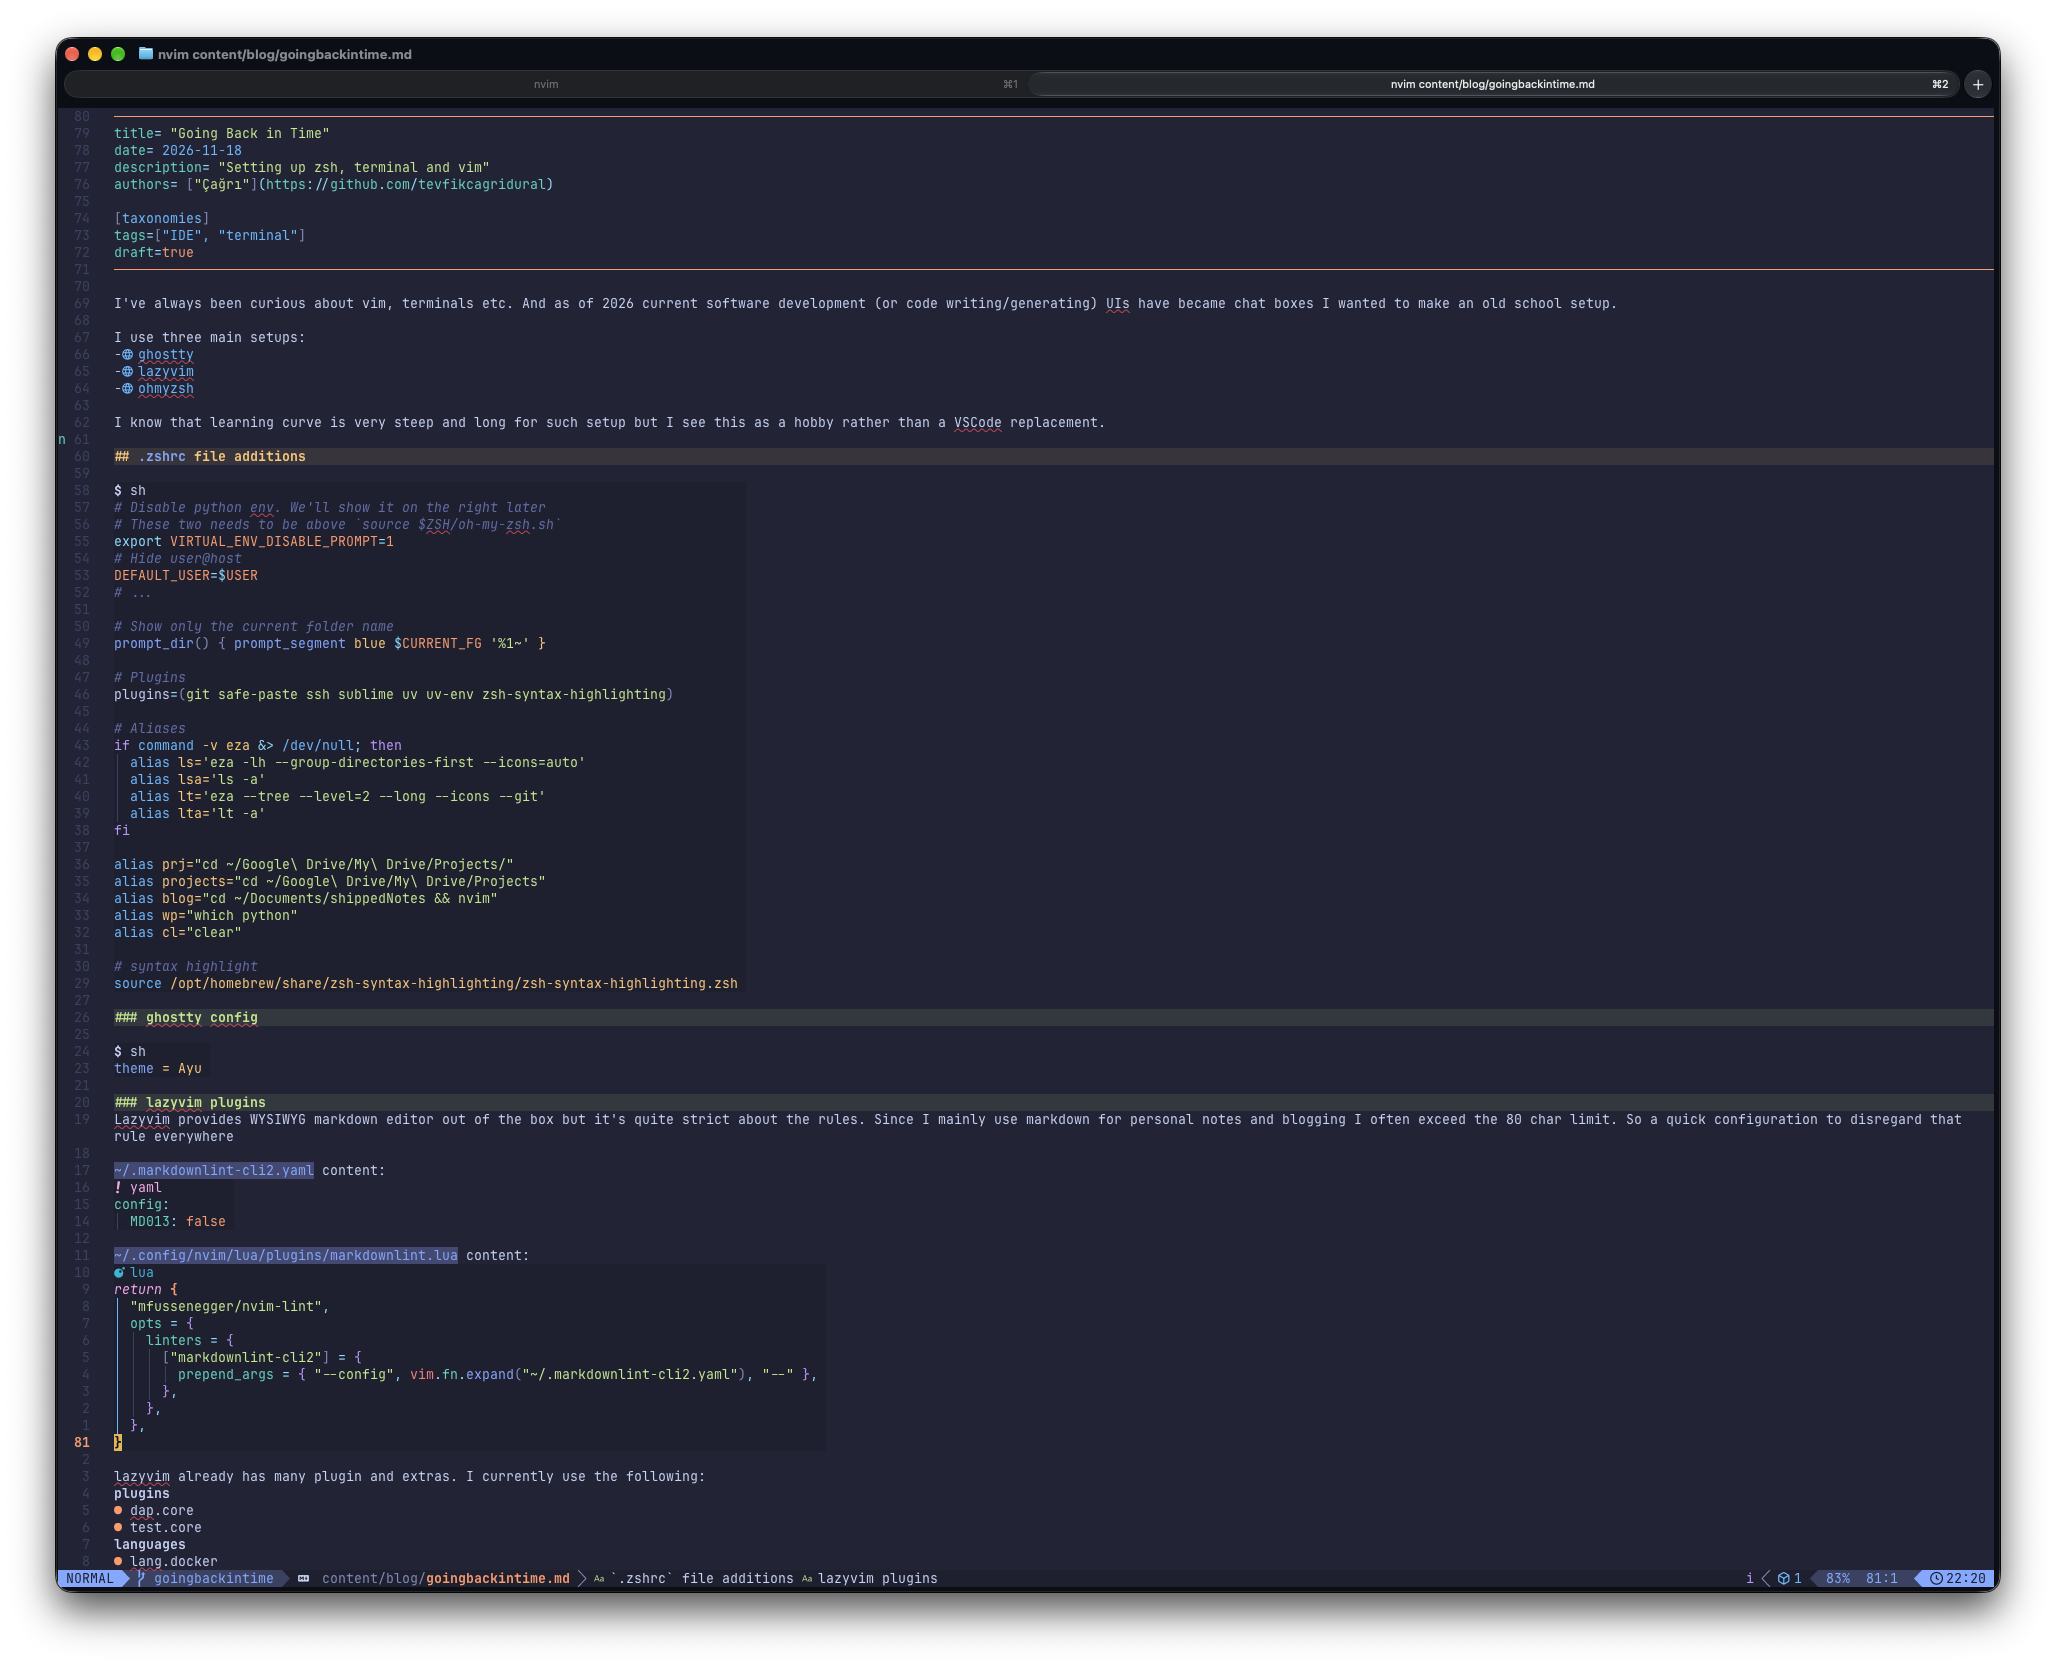 nvim content/blog/goingbackintime.md
nvim ⌘1 nvim content/blog/goingbackintime.md ⌘2 +
80
79 title= "Going Back in Time"
78 date= 2026-11-18
77 description= "Setting up zsh, terminal and vim"
76 authors= ["Çağrı"](https://github.com/tevfikcagridural)
75
74 [taxonomies]
73 tags=["IDE", "terminal"]
72 draft=true
71
70
69 I've always been curious about vim, terminals etc. And as of 2026 current software development (or code writing/generating) UIs have became chat boxes I wanted to make an old school setup.
68
67 I use three main setups:
66 - ghostty
65 - lazyvim
64 - ohmyzsh
63
62 I know that learning curve is very steep and long for such setup but I see this as a hobby rather than a VSCode replacement.
n 61
60 ## .zshrc file additions
59
58 $ sh
57 # Disable python env. We'll show it on the right later
56 # These two needs to be above `source $ZSH/oh-my-zsh.sh`
55 export VIRTUAL_ENV_DISABLE_PROMPT=1
54 # Hide user@host
53 DEFAULT_USER=$USER
52 # ...
51
50 # Show only the current folder name
49 prompt_dir() { prompt_segment blue $CURRENT_FG '%1~' }
48
47 # Plugins
46 plugins=(git safe-paste ssh sublime uv uv-env zsh-syntax-highlighting)
45
44 # Aliases
43 if command -v eza &> /dev/null; then
42 alias ls='eza -lh --group-directories-first --icons=auto'
41 alias lsa='ls -a'
40 alias lt='eza --tree --level=2 --long --icons --git'
39 alias lta='lt -a'
38 fi
37
36 alias prj="cd ~/Google\ Drive/My\ Drive/Projects/"
35 alias projects="cd ~/Google\ Drive/My\ Drive/Projects"
34 alias blog="cd ~/Documents/shippedNotes && nvim"
33 alias wp="which python"
32 alias cl="clear"
31
30 # syntax highlight
29 source /opt/homebrew/share/zsh-syntax-highlighting/zsh-syntax-highlighting.zsh
27
26 ### ghostty config
25
24 $ sh
23 theme = Ayu
21
20 ### lazyvim plugins
19 Lazyvim provides WYSIWYG markdown editor out of the box but it's quite strict about the rules. Since I mainly use markdown for personal notes and blogging I often exceed the 80 char limit. So a quick configuration to disregard that
rule everywhere
18
17 ~/.markdownlint-cli2.yaml content:
16 ! yaml
15 config:
14 MD013: false
12
11 ~/.config/nvim/lua/plugins/markdownlint.lua content:
10 lua
9 return {
8 "mfussenegger/nvim-lint",
7 opts = {
6 linters = {
5 ["markdownlint-cli2"] = {
4 prepend_args = { "--config", vim.fn.expand("~/.markdownlint-cli2.yaml"), "--" },
3 },
2 },
1 },
81 }
2
3 lazyvim already has many plugin and extras. I currently use the following:
4 plugins
5 ● dap.core
6 ● test.core
7 languages
8 ● lang.docker
NORMAL goingbackintime content/blog/goingbackintime.md Aa `.zshrc` file additions Aa lazyvim plugins i 1 83% 81:1 22:20